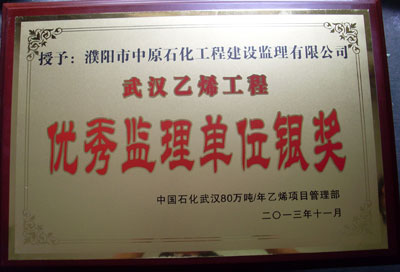 授予：濮阳市中原石化工程建设监理有限公司
武汉乙烯工程
优秀监理单位银奖
中国石化武汉80万吨/年乙烯项目管理部
二〇一三年十一月